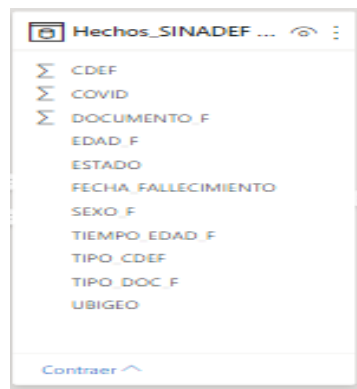 Hechos_SINADEF ...
CDEF
COVID
DOCUMENTO_F
EDAD_F
ESTADO
FECHA_FALLECIMIENTO
SEXO_F
TIEMPO_EDAD_F
TIPO_CDEF
TIPO_DOC_F
UBIGEO
Contraer